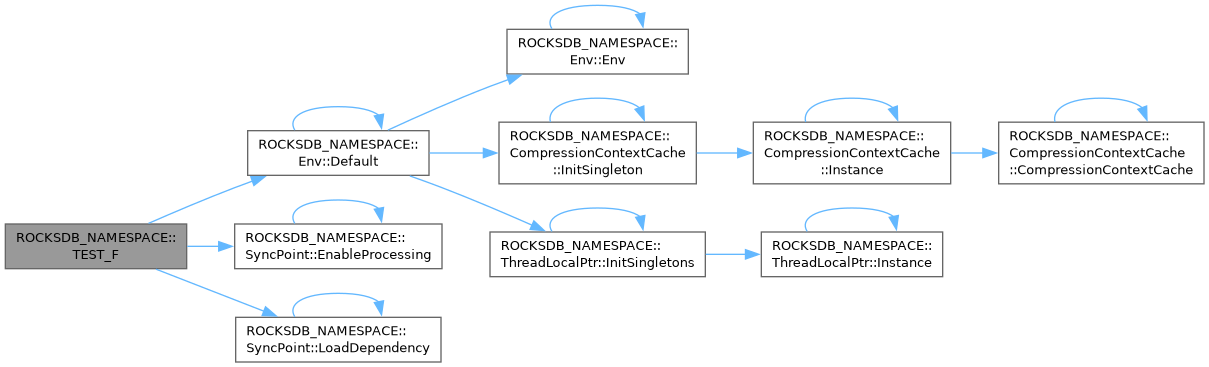 ROCKSDB_NAMESPACE::
TEST_F
ROCKSDB_NAMESPACE::
Env::Default
ROCKSDB_NAMESPACE::
SyncPoint::EnableProcessing
ROCKSDB_NAMESPACE::
SyncPoint::LoadDependency
ROCKSDB_NAMESPACE::
Env::Env
ROCKSDB_NAMESPACE::
CompressionContextCache
::InitSingleton
ROCKSDB_NAMESPACE::
ThreadLocalPtr::InitSingletons
ROCKSDB_NAMESPACE::
CompressionContextCache
::Instance
ROCKSDB_NAMESPACE::
ThreadLocalPtr::Instance
ROCKSDB_NAMESPACE::
CompressionContextCache
::CompressionContextCache